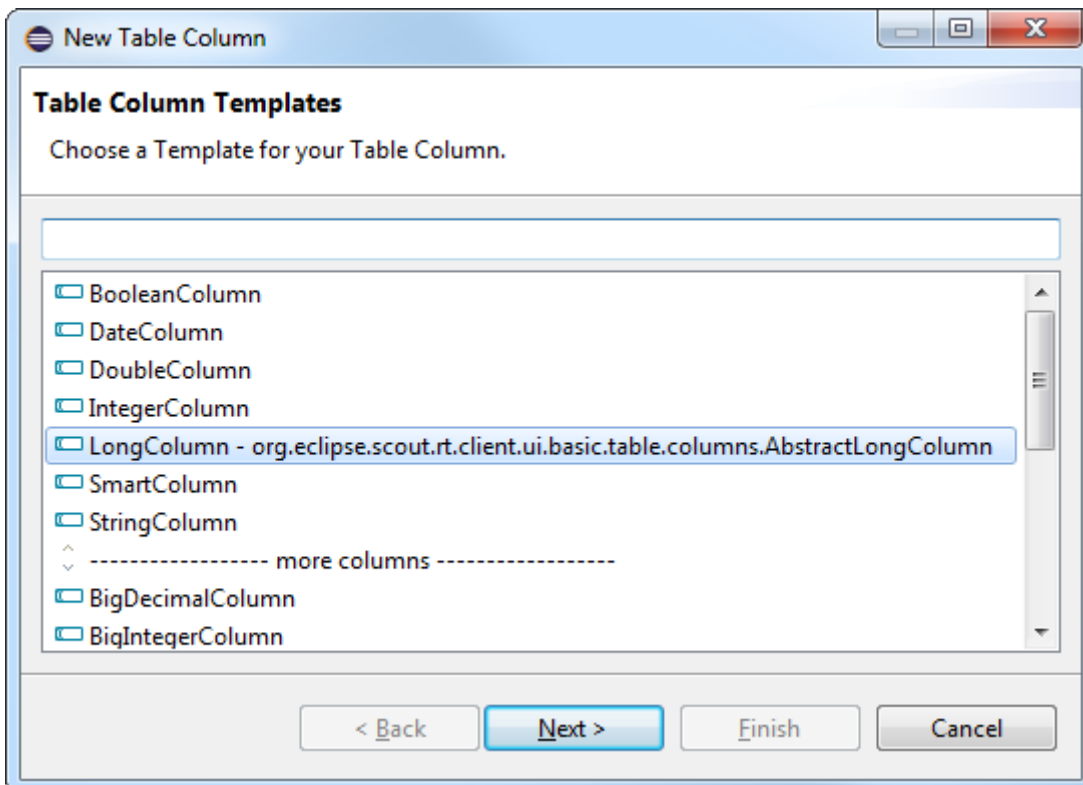 New Table Column
Table Column Templates
Choose a Template for your Table Column.
BooleanColumn
DateColumn
DoubleColumn
IntegerColumn
LongColumn - org.eclipse.scout.rt.client.ui.basic.table.columns.AbstractLongColumn
SmartColumn
StringColumn
------------------ more columns ------------------
BigDecimalColumn
BigIntegerColumn
< Back Next > Finish Cancel